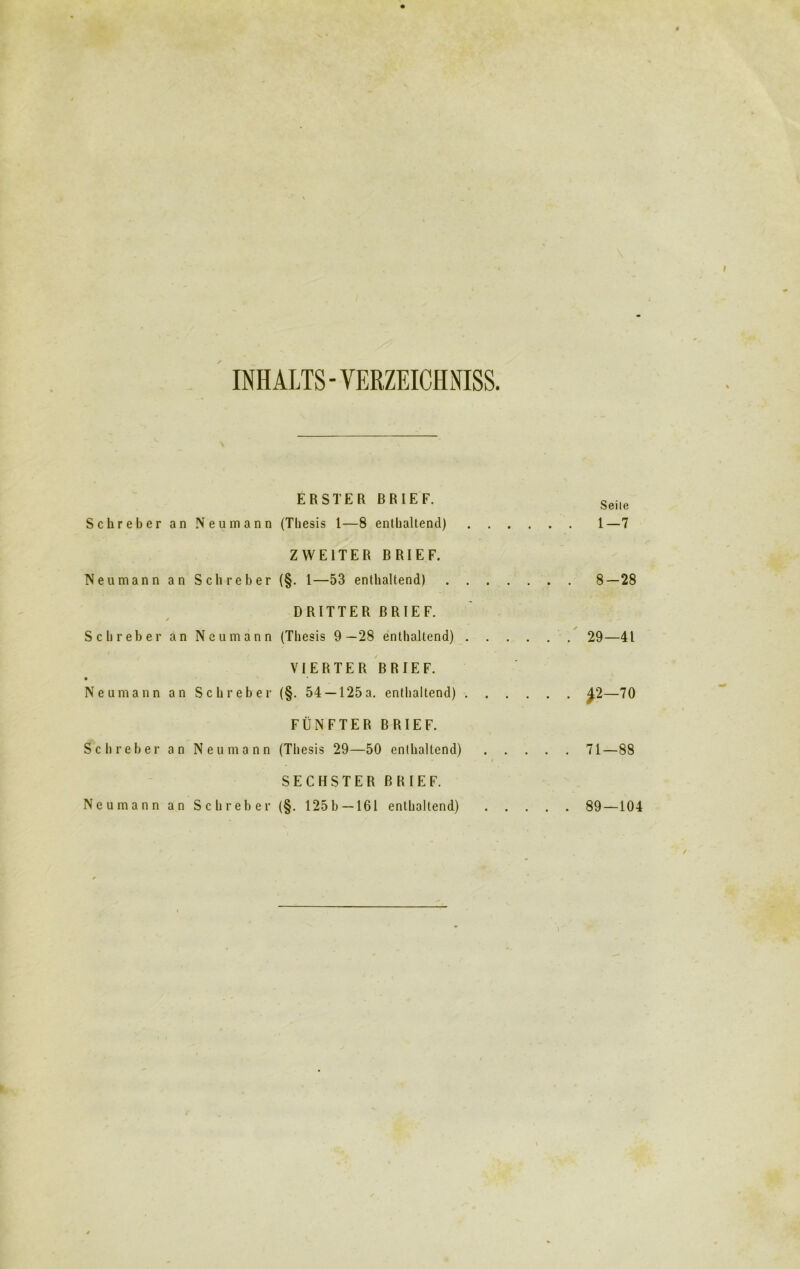 INHALTS-VERZEICHNISS.
ERSTER BRIEF.
Seite
Schreber an Neumann (Thesis 1—8 enthaltend) . . . . . . 1—7
ZWEITER BRIEF.
Neumann an Schreber (§. 1—53 enthaltend) . . . . . . . 8—28
DRITTER BRIEF.
Schreber an Neumann (Thesis 9—28 enthaltend) . . . . . . 29—41
VIERTER BRIEF.
Neumann an Schreber (§. 54—125a. enthaltend) . . . . . . 42—70
FÜNFTER BRIEF.
Schreber an Neumann (Thesis 29—50 enthaltend) . . . . . 71—88
SECHSTER BRIEF.
Neumann an Schreber (§. 125b—161 enthaltend) . . . . . 89—104